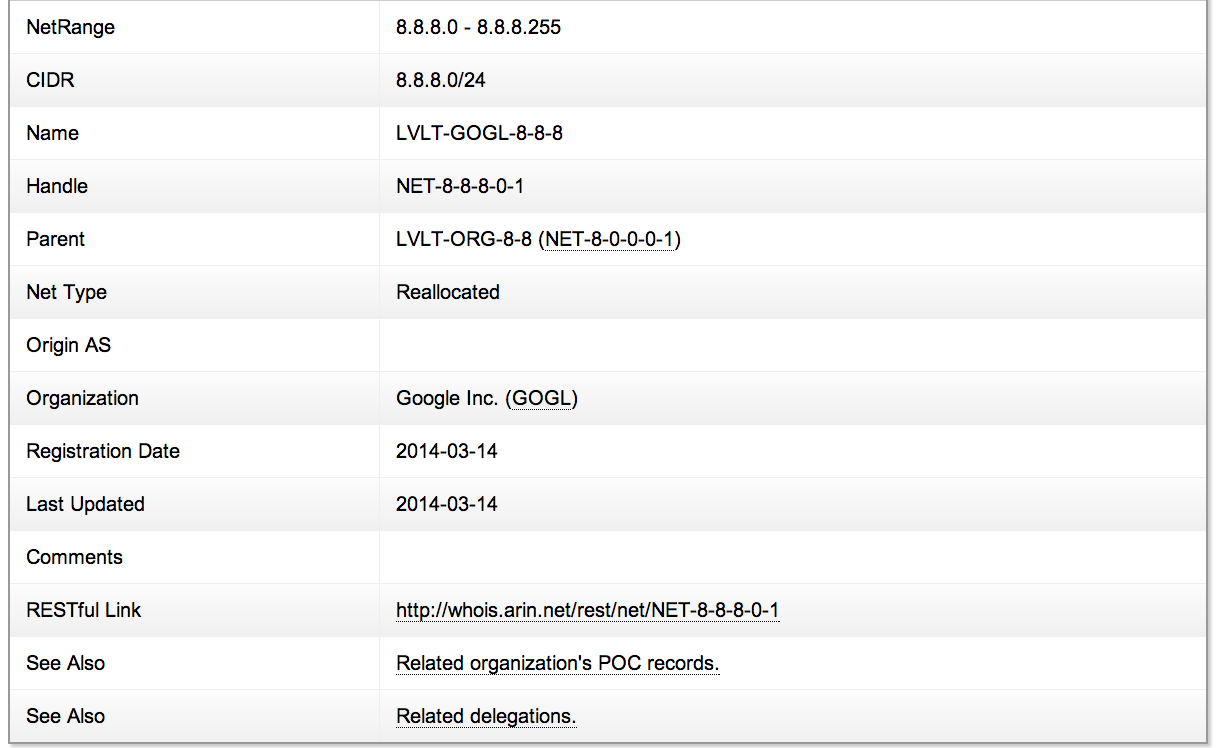 NetRange 8.8.8.0 - 8.8.8.255
CIDR 8.8.8.0/24
Name LVLT-GOGL-8-8-8
Handle NET-8-8-8-0-1
Parent LVLT-ORG-8-8 (NET-8-0-0-0-1)
Net Type Reallocated
Origin AS
Organization Google Inc. (GOGL)
Registration Date 2014-03-14
Last Updated 2014-03-14
Comments
RESTful Link http://whois.arin.net/rest/net/NET-8-8-8-0-1
See Also Related organization's POC records.
See Also Related delegations.